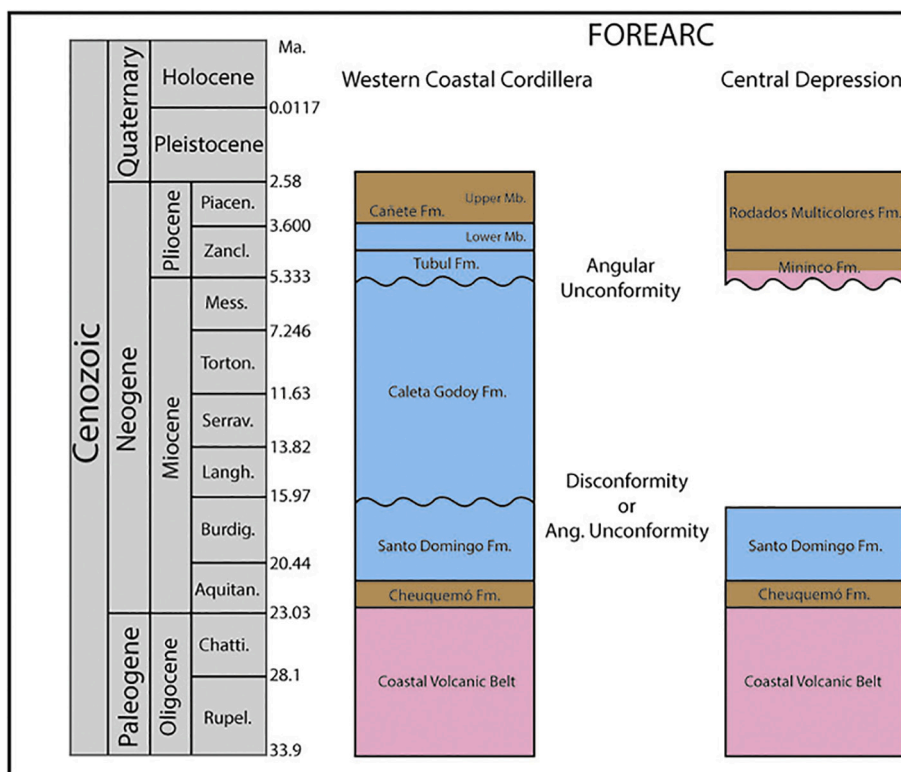 FOREARC
Ma.
Western Coastal Cordillera
Central Depression
Cenozoic
Quaternary
Neogene
Paleogene
Pliocene
Miocene
Oligocene
Holocene
0.0117
Pleistocene
2.58
Piacen.
3.600
Zancl.
5.333
Mess.
7.246
Torton.
11.63
Serrav.
13.82
Langh.
15.97
Burdig.
20.44
Aquitan.
23.03
Chatti.
28.1
Rupel.
33.9
Upper Mb.
Cañete Fm.
Lower Mb.
Tubul Fm.
Caleta Godoy Fm.
Santo Domingo Fm.
Cheuquemó Fm.
Coastal Volcanic Belt
Angular
Unconformity
Disconformity
or
Ang. Unconformity
Rodados Multicolores Fm.
Mininco Fm.
Santo Domingo Fm.
Cheuquemó Fm.
Coastal Volcanic Belt